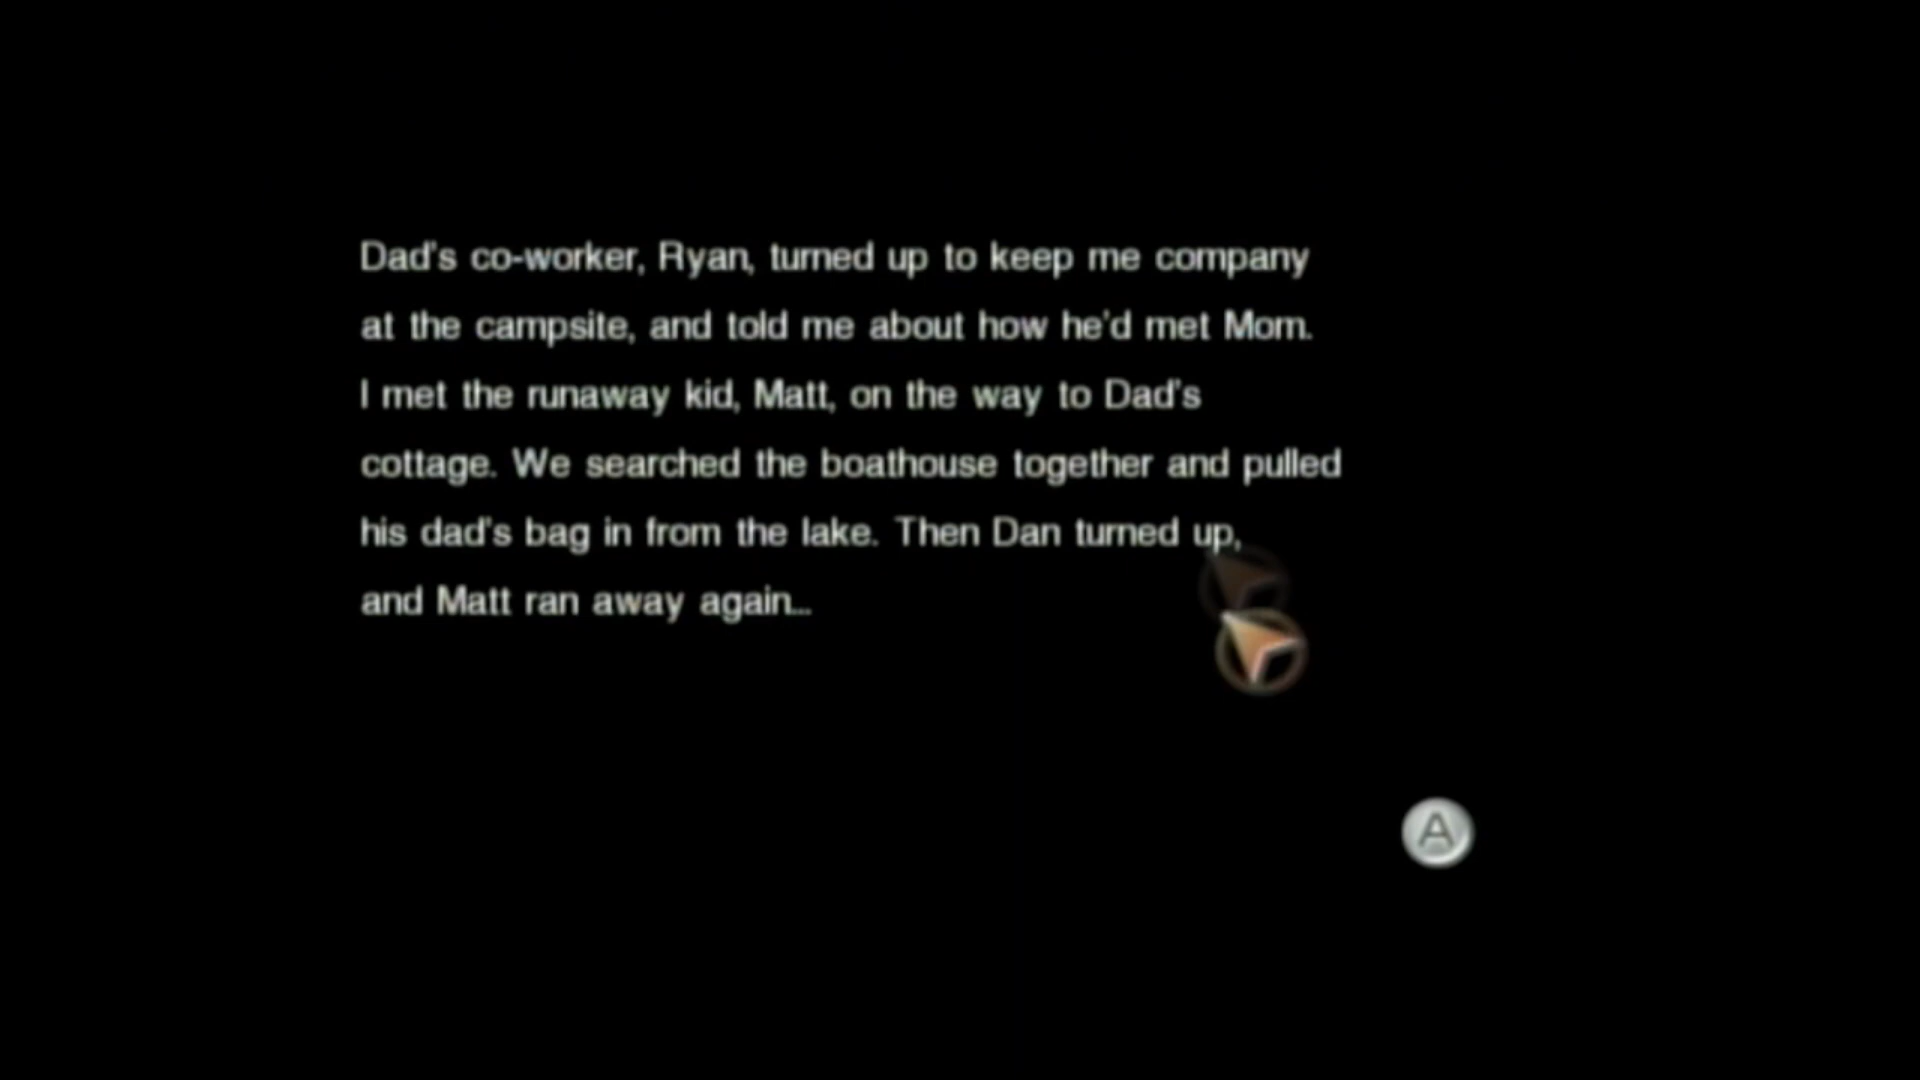 Dad's co-worker, Ryan, turned up to keep me company
at the campsite, and told me about how he'd met Mom.
I met the runaway kid, Matt, on the way to Dad's
cottage. We searched the boathouse together and pulled
his dad's bag in from the lake. Then Dan turned up,
and Matt ran away again...
A